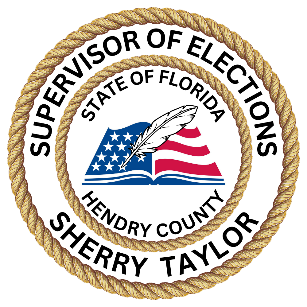 SUPERVISOR OF ELECTIONS
STATE OF FLORIDA
HENDRY COUNTY
SHERRY TAYLOR